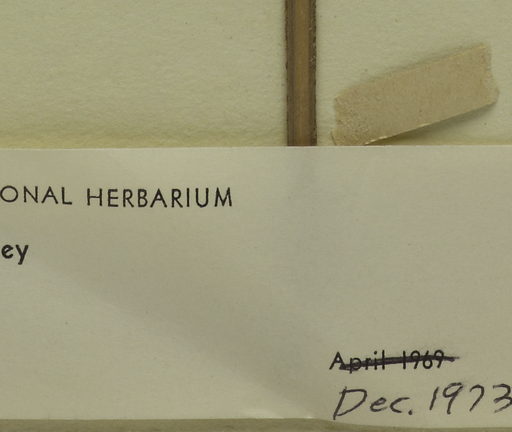 ONAL HERBARIUM
ey
April 1969
Dec. 1973